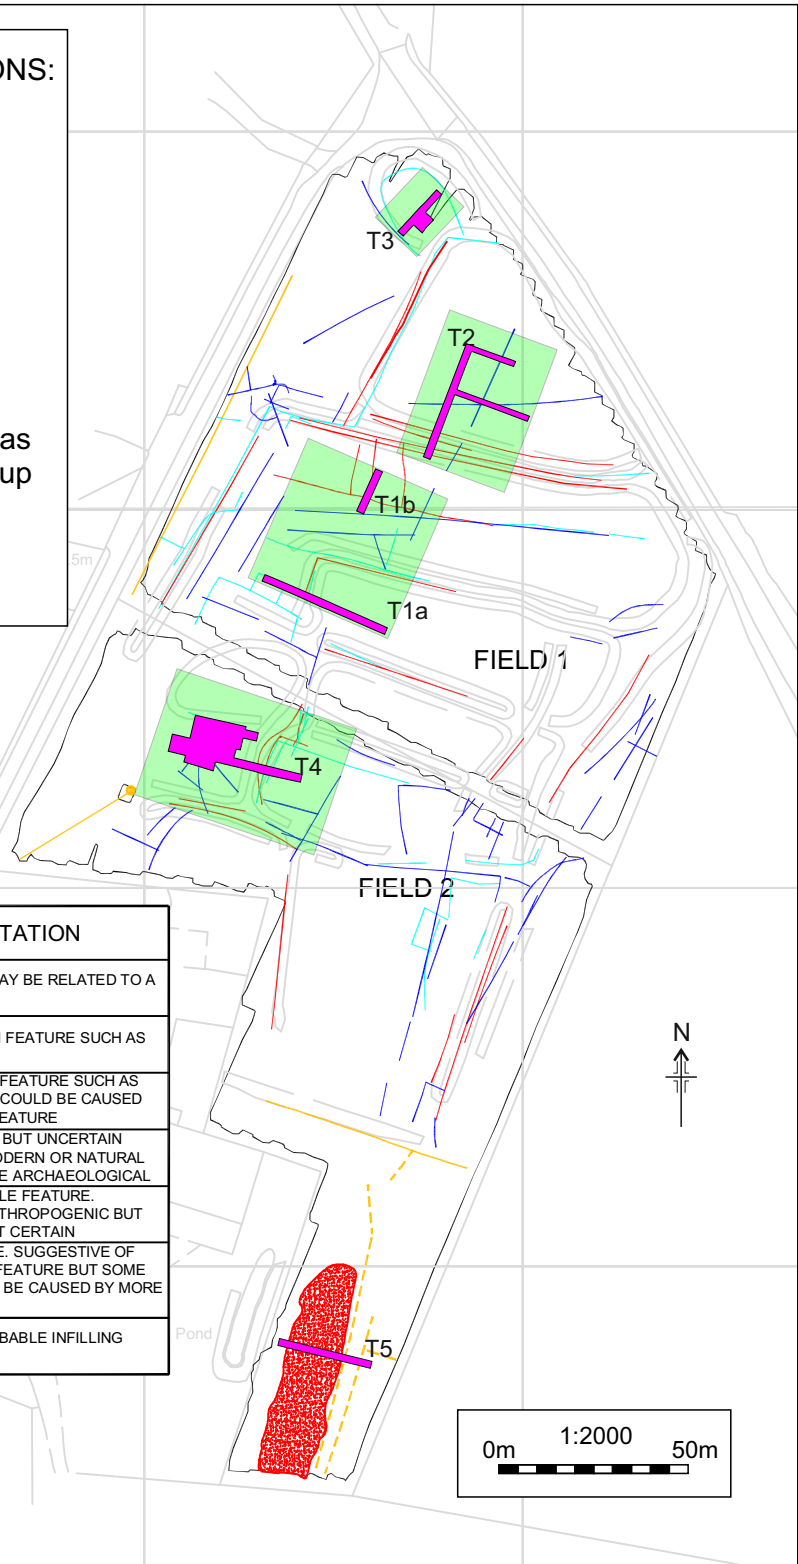 ONS:
as
up
T3
T2
T1b
5m
T1a
FIELD 1
T4
FIELD 2
TATION
AY BE RELATED TO A
FEATURE SUCH AS
FEATURE SUCH AS
COULD BE CAUSED
EATURE
BUT UNCERTAIN
ODERN OR NATURAL
E ARCHAEOLOGICAL
LE FEATURE.
THROPOGENIC BUT
T CERTAIN
E. SUGGESTIVE OF
FEATURE BUT SOME
BE CAUSED BY MORE
BABLE INFILLING
N
Pond
T5
1:2000
0m 50m